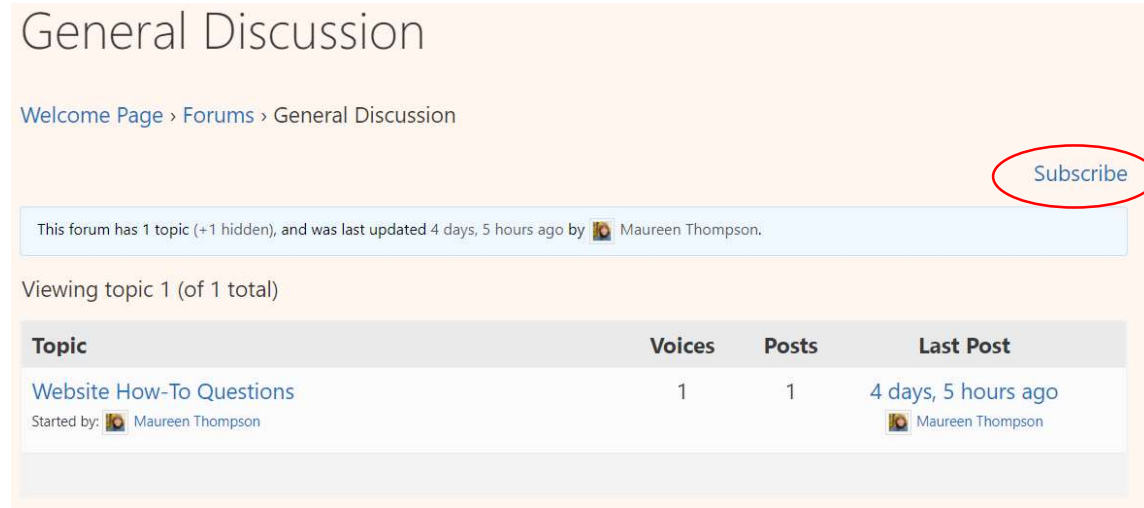 General Discussion
Welcome Page › Forums › General Discussion
Subscribe
This forum has 1 topic (+1 hidden), and was last updated 4 days, 5 hours ago by Maureen Thompson.
Viewing topic 1 (of 1 total)
Topic Voices Posts Last Post
Website How-To Questions 1 1 4 days, 5 hours ago
Started by: Maureen Thompson Maureen Thompson